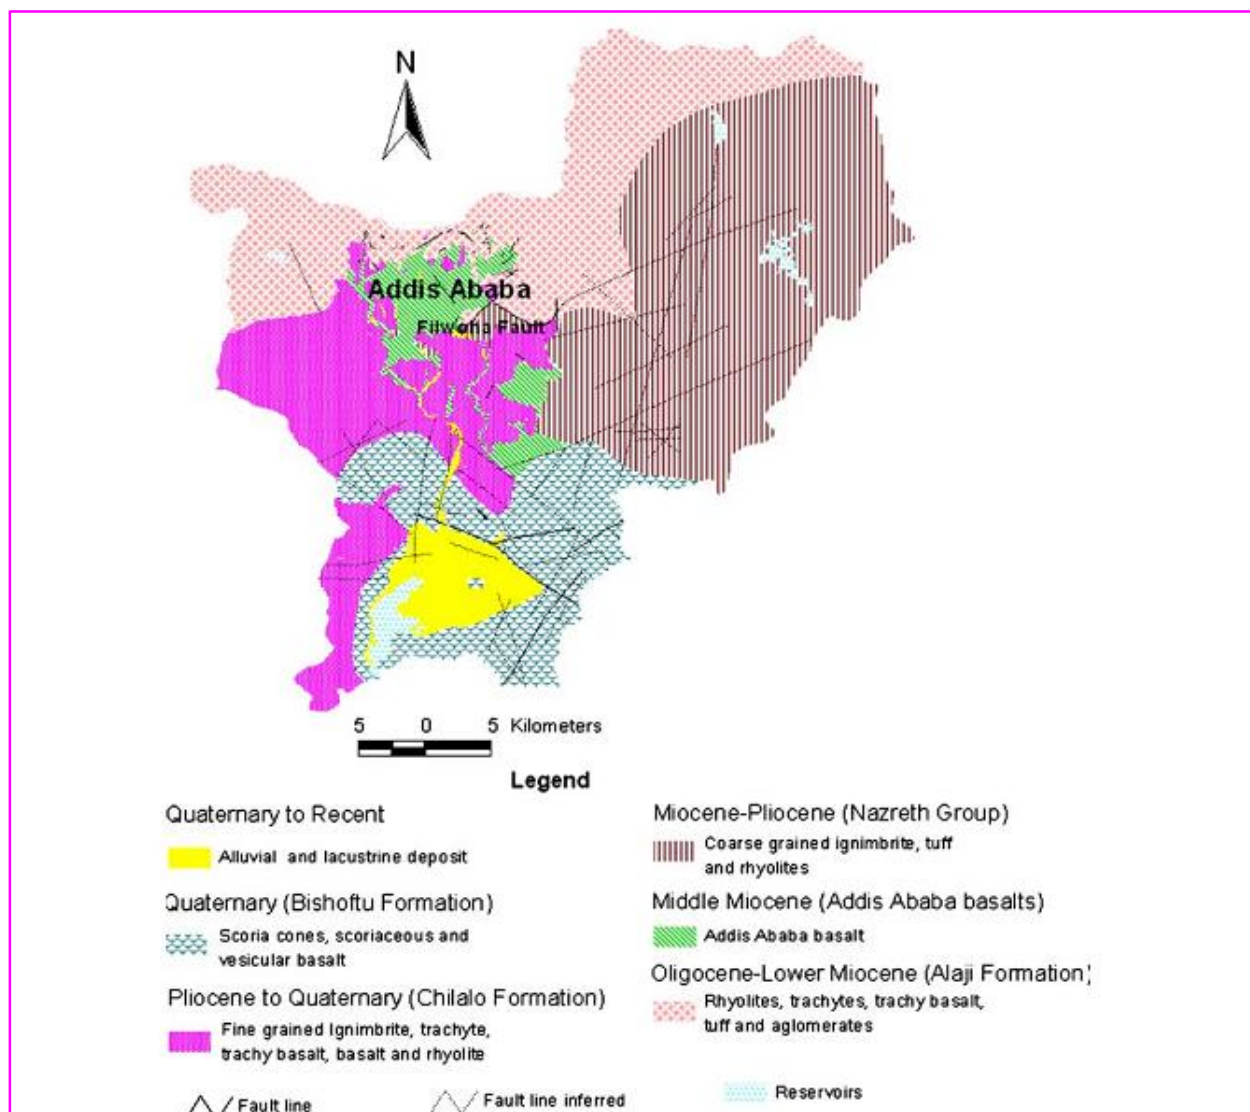 N
Addis Ababa
Filwoha Fault
5 0 5 Kilometers
Legend
Quaternary to Recent
Alluvial and lacustrine deposit
Quaternary (Bishoftu Formation)
Scoria cones, scoriaceous and
vesicular basalt
Pliocene to Quaternary (Chilalo Formation)
Fine grained Ignimbrite, trachyte,
trachy basalt, basalt and rhyolite
Fault line
Fault line inferred
Miocene-Pliocene (Nazreth Group)
Coarse grained ignimbrite, tuff
and rhyolites
Middle Miocene (Addis Ababa basalts)
Addis Ababa basalt
Oligocene-Lower Miocene (Alaji Formation)
Rhyolites, trachytes, trachy basalt,
tuff and aglomerates
Reservoirs